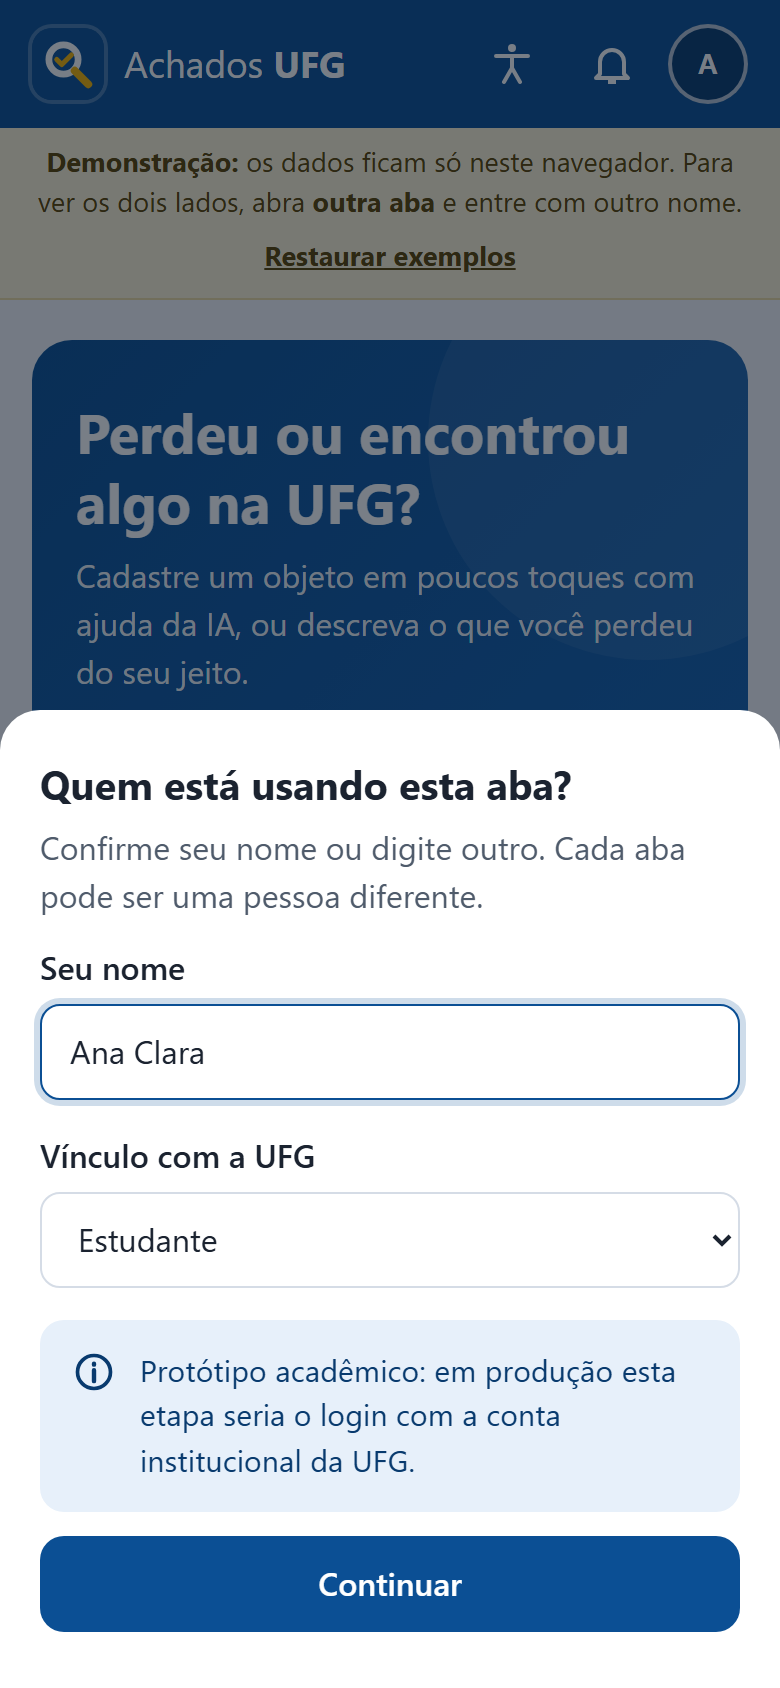 Achados UFG
A
Demonstração: os dados ficam só neste navegador. Para
ver os dois lados, abra outra aba e entre com outro nome.
Restaurar exemplos
Perdeu ou encontrou
algo na UFG?
Cadastre um objeto em poucos toques com
ajuda da IA, ou descreva o que você perdeu
do seu jeito.
Quem está usando esta aba?
Confirme seu nome ou digite outro. Cada aba
pode ser uma pessoa diferente.
Seu nome
Ana Clara
Vínculo com a UFG
Estudante
Protótipo acadêmico: em produção esta
etapa seria o login com a conta
institucional da UFG.
Continuar